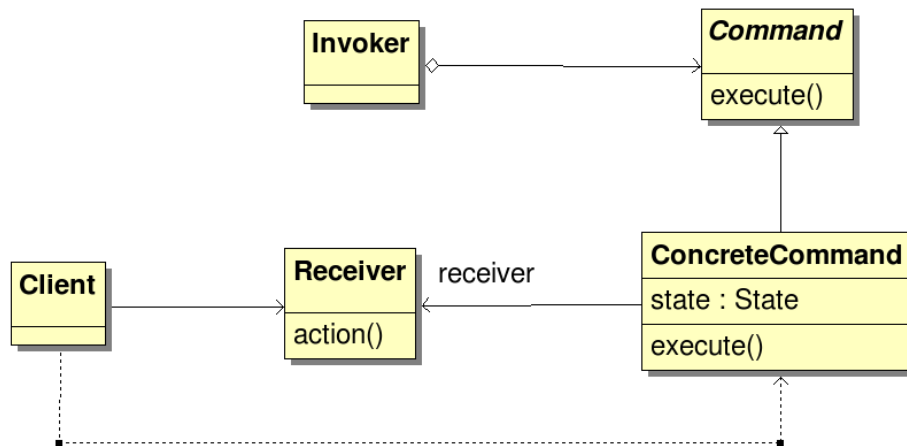 Invoker
Command
execute()
Client
Receiver
action()
receiver
ConcreteCommand
state : State
execute()